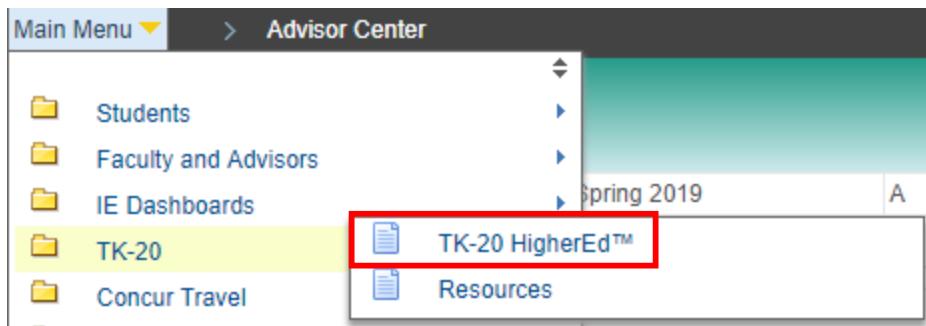 Main Menu > Advisor Center
Students
Faculty and Advisors
IE Dashboards
Spring 2019 A
TK-20
TK-20 HigherEd™
Concur Travel
Resources